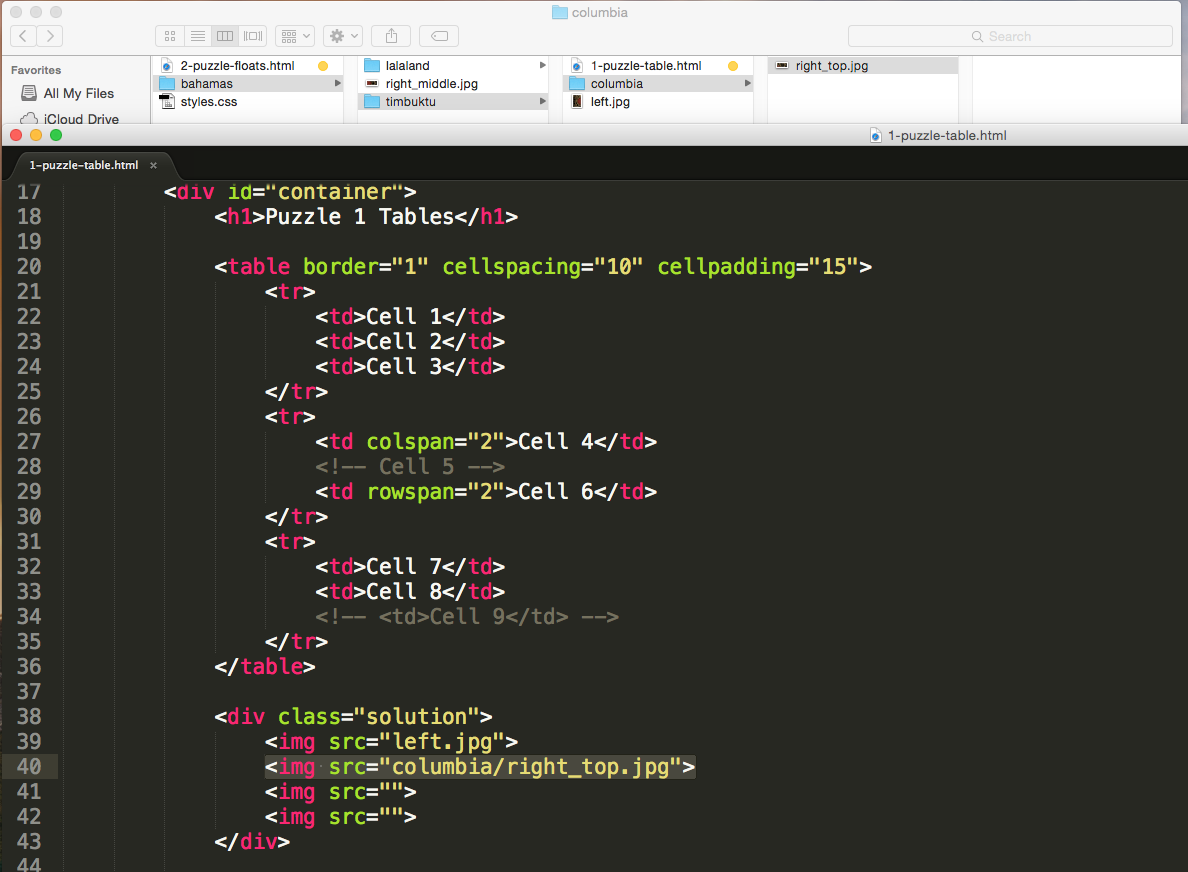 columbia
Search
Favorites
All My Files
iCloud Drive
2-puzzle-floats.html
bahamas
styles.css
lalaland
right_middle.jpg
timbuktu
1-puzzle-table.html
columbia
left.jpg
right_top.jpg
1-puzzle-table.html
1-puzzle-table.html ×
17 <div id="container">
18 <h1>Puzzle 1 Tables</h1>
19
20 <table border="1" cellspacing="10" cellpadding="15">
21 <tr>
22 <td>Cell 1</td>
23 <td>Cell 2</td>
24 <td>Cell 3</td>
25 </tr>
26 <tr>
27 <td colspan="2">Cell 4</td>
28 <!-- Cell 5 -->
29 <td rowspan="2">Cell 6</td>
30 </tr>
31 <tr>
32 <td>Cell 7</td>
33 <td>Cell 8</td>
34 <!-- <td>Cell 9</td> -->
35 </tr>
36 </table>
37
38 <div class="solution">
39 <img src="left.jpg">
40 <img src="columbia/right_top.jpg">
41 <img src="">
42 <img src="">
43 </div>
44